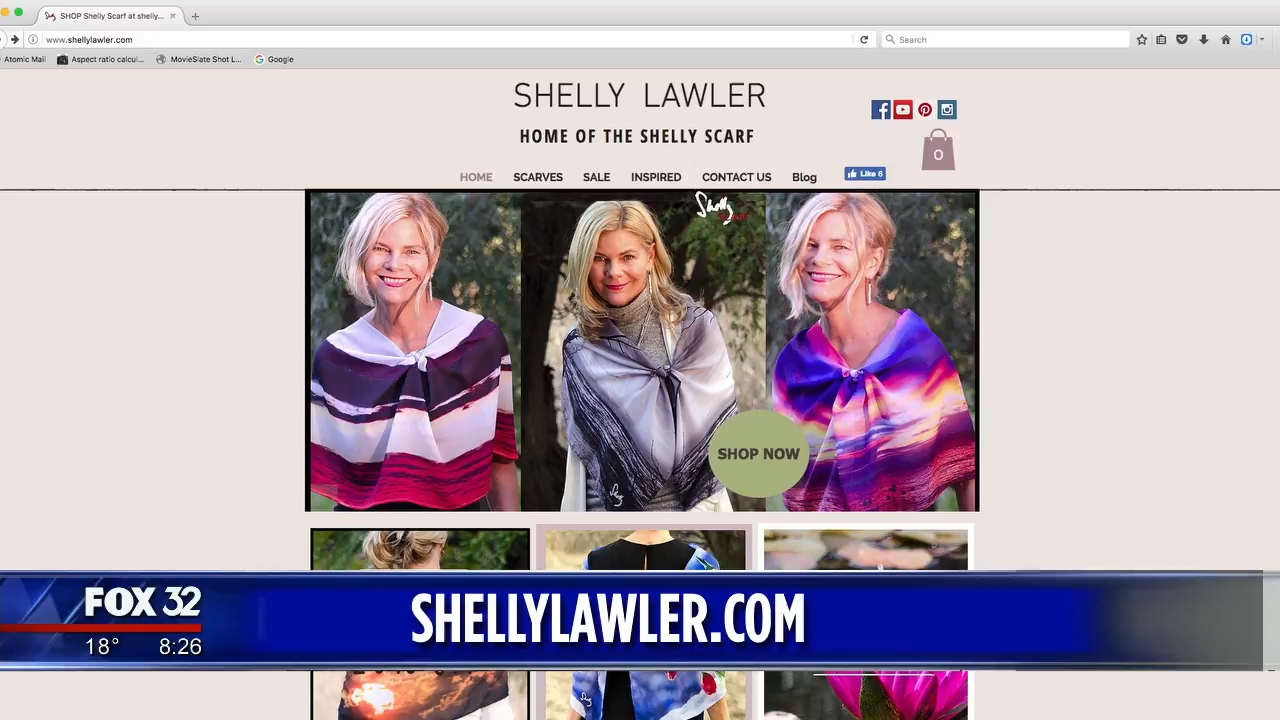 SHOP Shelly Scarf at shelly...
www.shellylawler.com
Search
Atomic Mail
Aspect ratio calcul...
MovieSlate Shot L...
Google
SHELLY LAWLER
HOME OF THE SHELLY SCARF
0
HOME
SCARVES
SALE
INSPIRED
CONTACT US
Blog
Like 6
Shelly
SCARF
SHOP NOW
FOX 32
SHELLYLAWLER.COM
18° 8:26